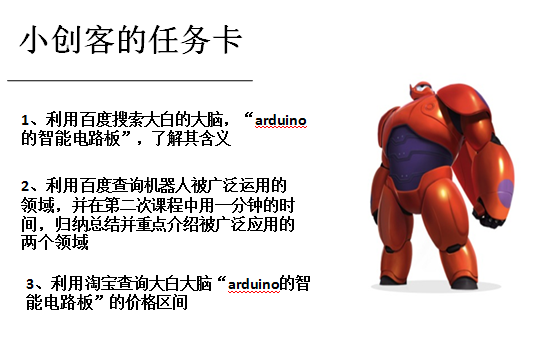 小创客的任务卡
1、利用百度搜索大白的大脑，“arduino
的智能电路板”，了解其含义
2、利用百度查询机器人被广泛运用的
领域，并在第二次课程中用一分钟的时
间，归纳总结并重点介绍被广泛应用的
两个领域
3、利用淘宝查询大白大脑“arduino的智
能电路板”的价格区间